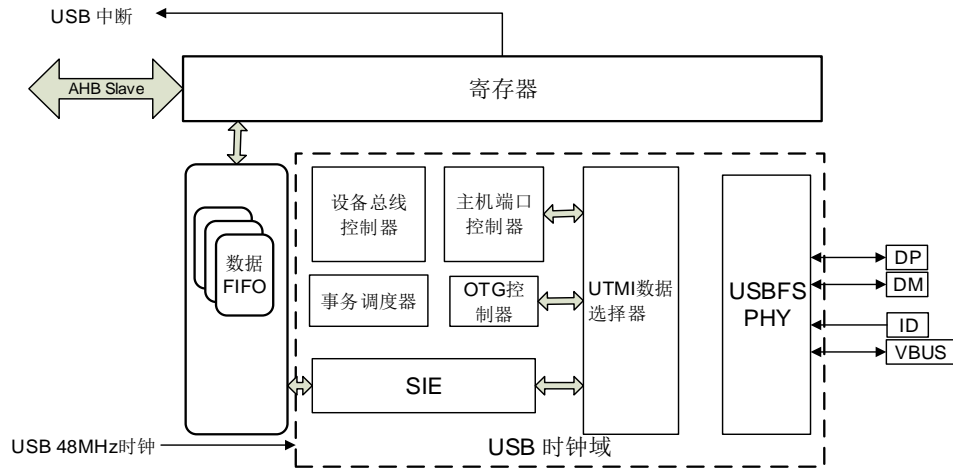 USB 中断
AHB Slave
寄存器
设备总线
控制器
主机端口
控制器
数据
FIFO
事务调度器
OTG控
制器
UTMI数据
选择器
USBFS
PHY
DP
DM
ID
VBUS
SIE
USB 48MHz时钟
USB 时钟域